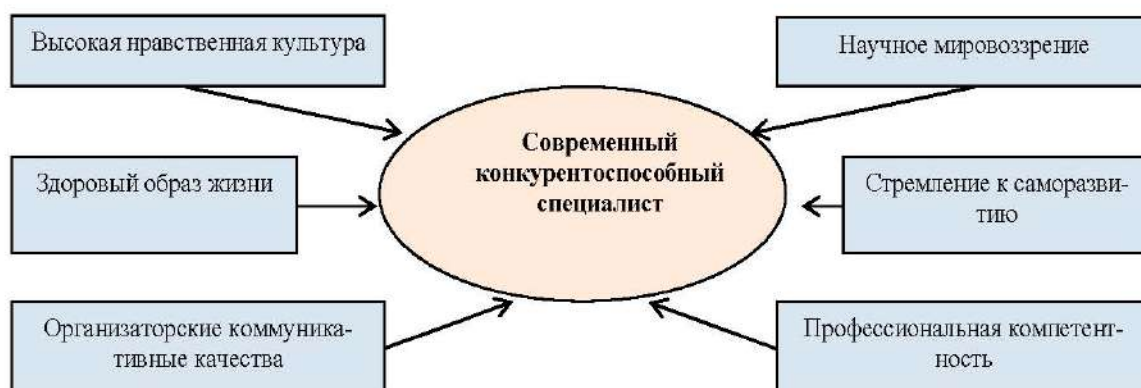 Высокая нравственная культура
Научное мировоззрение
Современный
конкурентоспособный
специалист
Здоровый образ жизни
Стремление к саморазви-
тию
Организаторские коммуника-
тивные качества
Профессиональная компетент-
ность